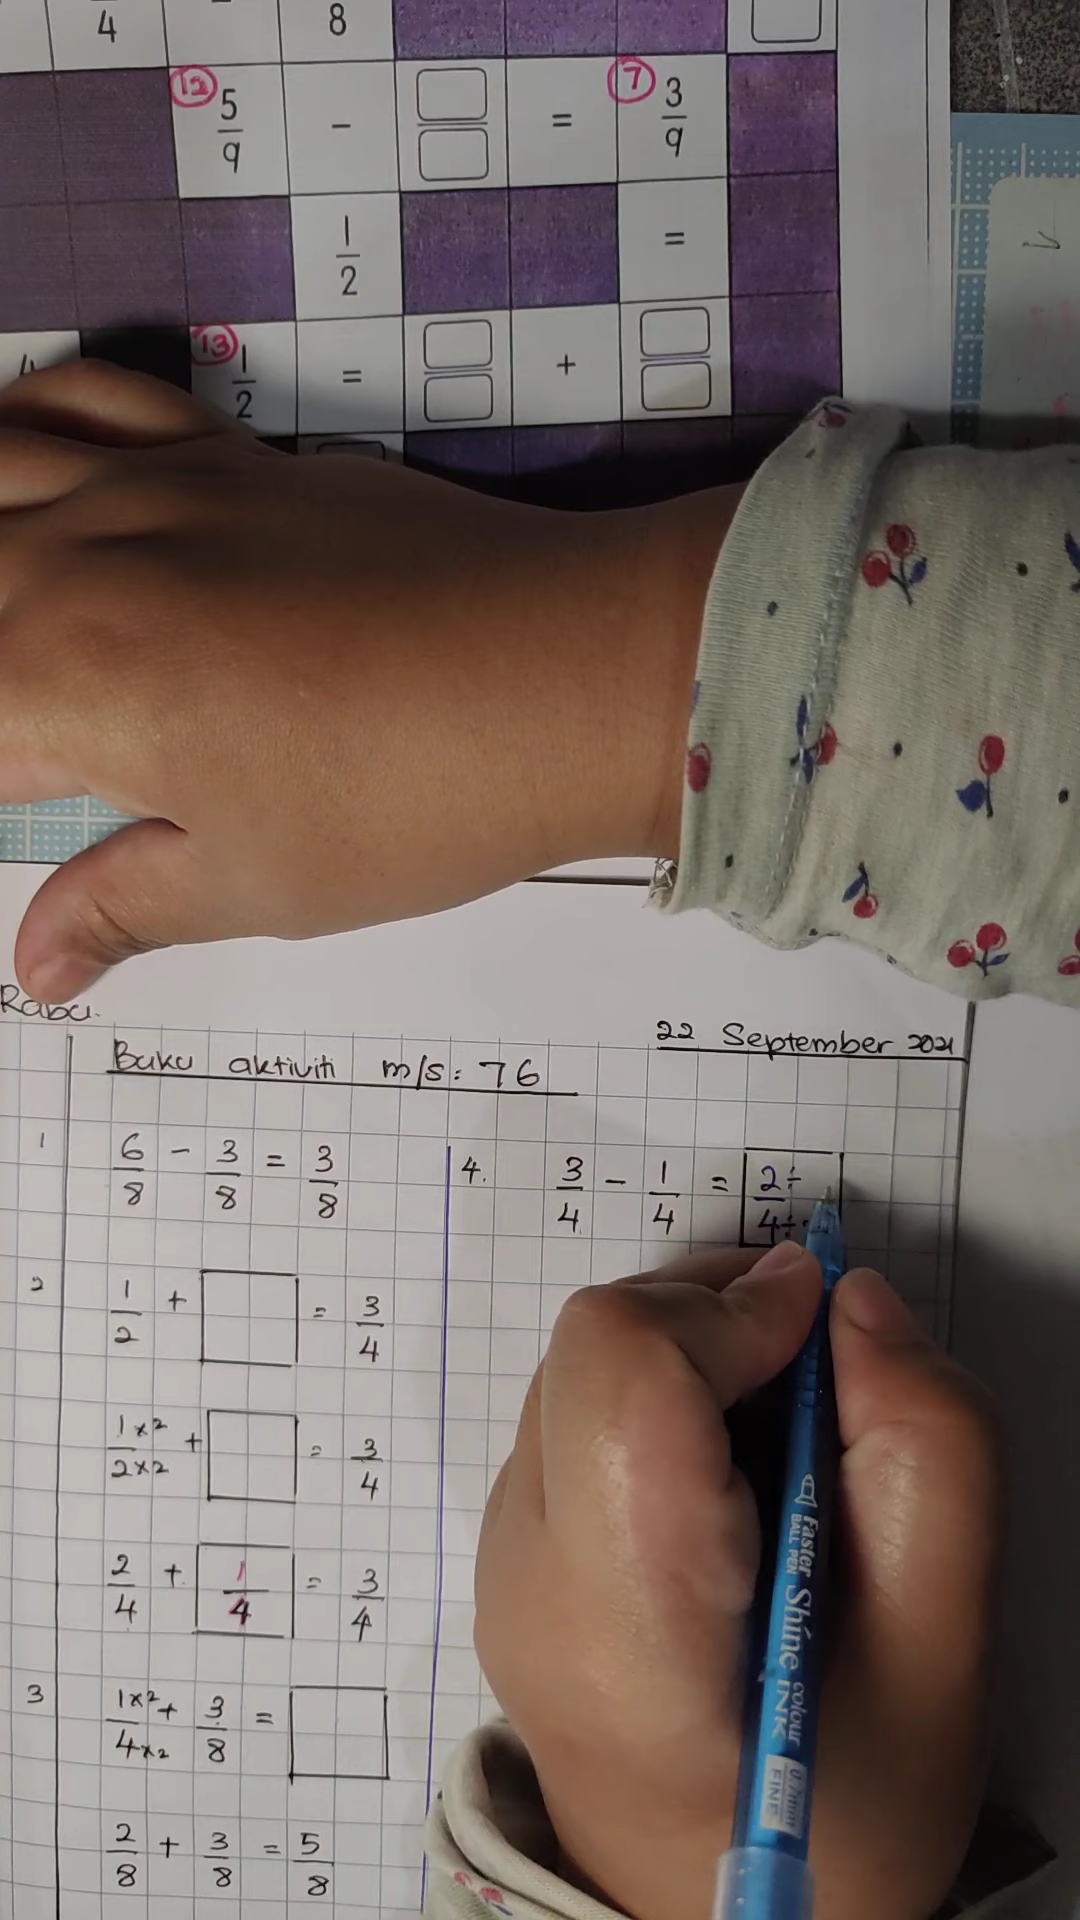 4 8
12 5/9 - = 7 3/9
1/2 =
13 1/2 = +
Rabu.
22 September 2021
Buku aktiviti m/s: 76
1 6/8 - 3/8 = 3/8
4. 3/4 - 1/4 = 2÷/4÷
2 1/2 + = 3/4
1×2/2×2 + = 3/4
2/4 + 1/4 = 3/4
3 1×2/4×2 + 3/8 =
2/8 + 3/8 = 5/8
Faster
BALL PEN
Shine colour
INK
0.7mm
FINE